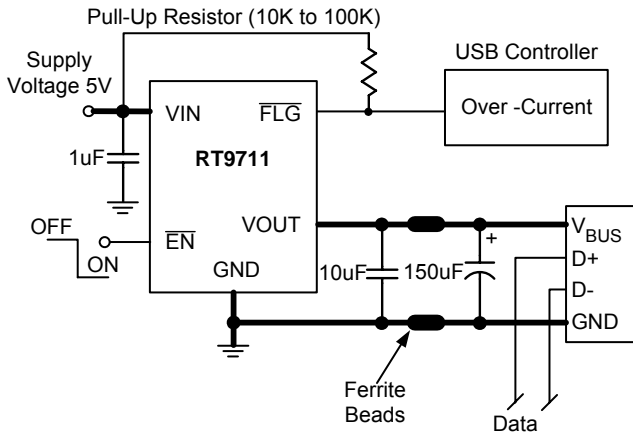 Pull-Up Resistor (10K to 100K)
Supply
Voltage 5V
USB Controller
VIN
FLG
Over -Current
1uF
RT9711
OFF
ON
EN
VOUT
GND
10uF
150uF
+
VBUS
D+
D-
GND
Ferrite
Beads
Data